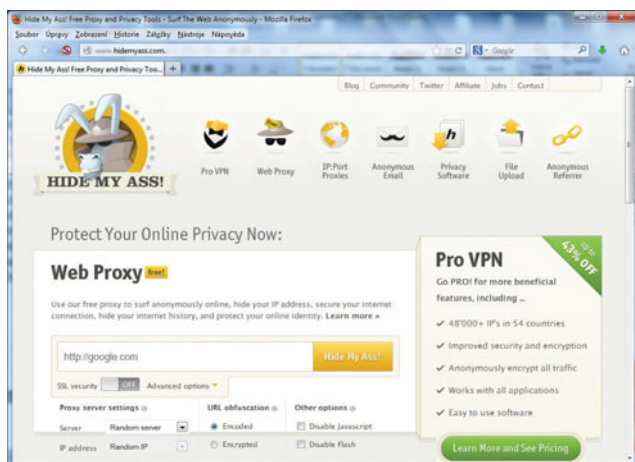 Hide My Ass! Free Proxy and Privacy Tools - Surf The Web Anonymously - Mozilla Firefox
Soubor Úpravy Zobrazení Historie Záložky Nástroje Nápověda
www.hidemyass.com.
Google
Hide My Ass! Free Proxy and Privacy Too...
Blog Community Twitter Affiliate Jobs Contact
HIDE MY ASS!
Pro VPN
Web Proxy
IP:Port Proxies
Anonymous Email
Privacy Software
File Upload
Anonymous Referrer
Protect Your Online Privacy Now:
Web Proxy free!
Use our free proxy to surf anonymously online, hide your IP address, secure your internet
connection, hide your internet history, and protect your online identity. Learn more »
http://google.com
Hide My Ass!
SSL security OFF Advanced options
Proxy server settings
Server Random server
IP address Random IP
URL obfuscation
Encoded
Encrypted
Other options
Disable Javascript
Disable Flash
up to
43% OFF
Pro VPN
Go PRO! for more beneficial
features, including ...
✓ 48'000+ IP's in 54 countries
✓ Improved security and encryption
✓ Anonymously encrypt all traffic
✓ Works with all applications
✓ Easy to use software
Learn More and See Pricing